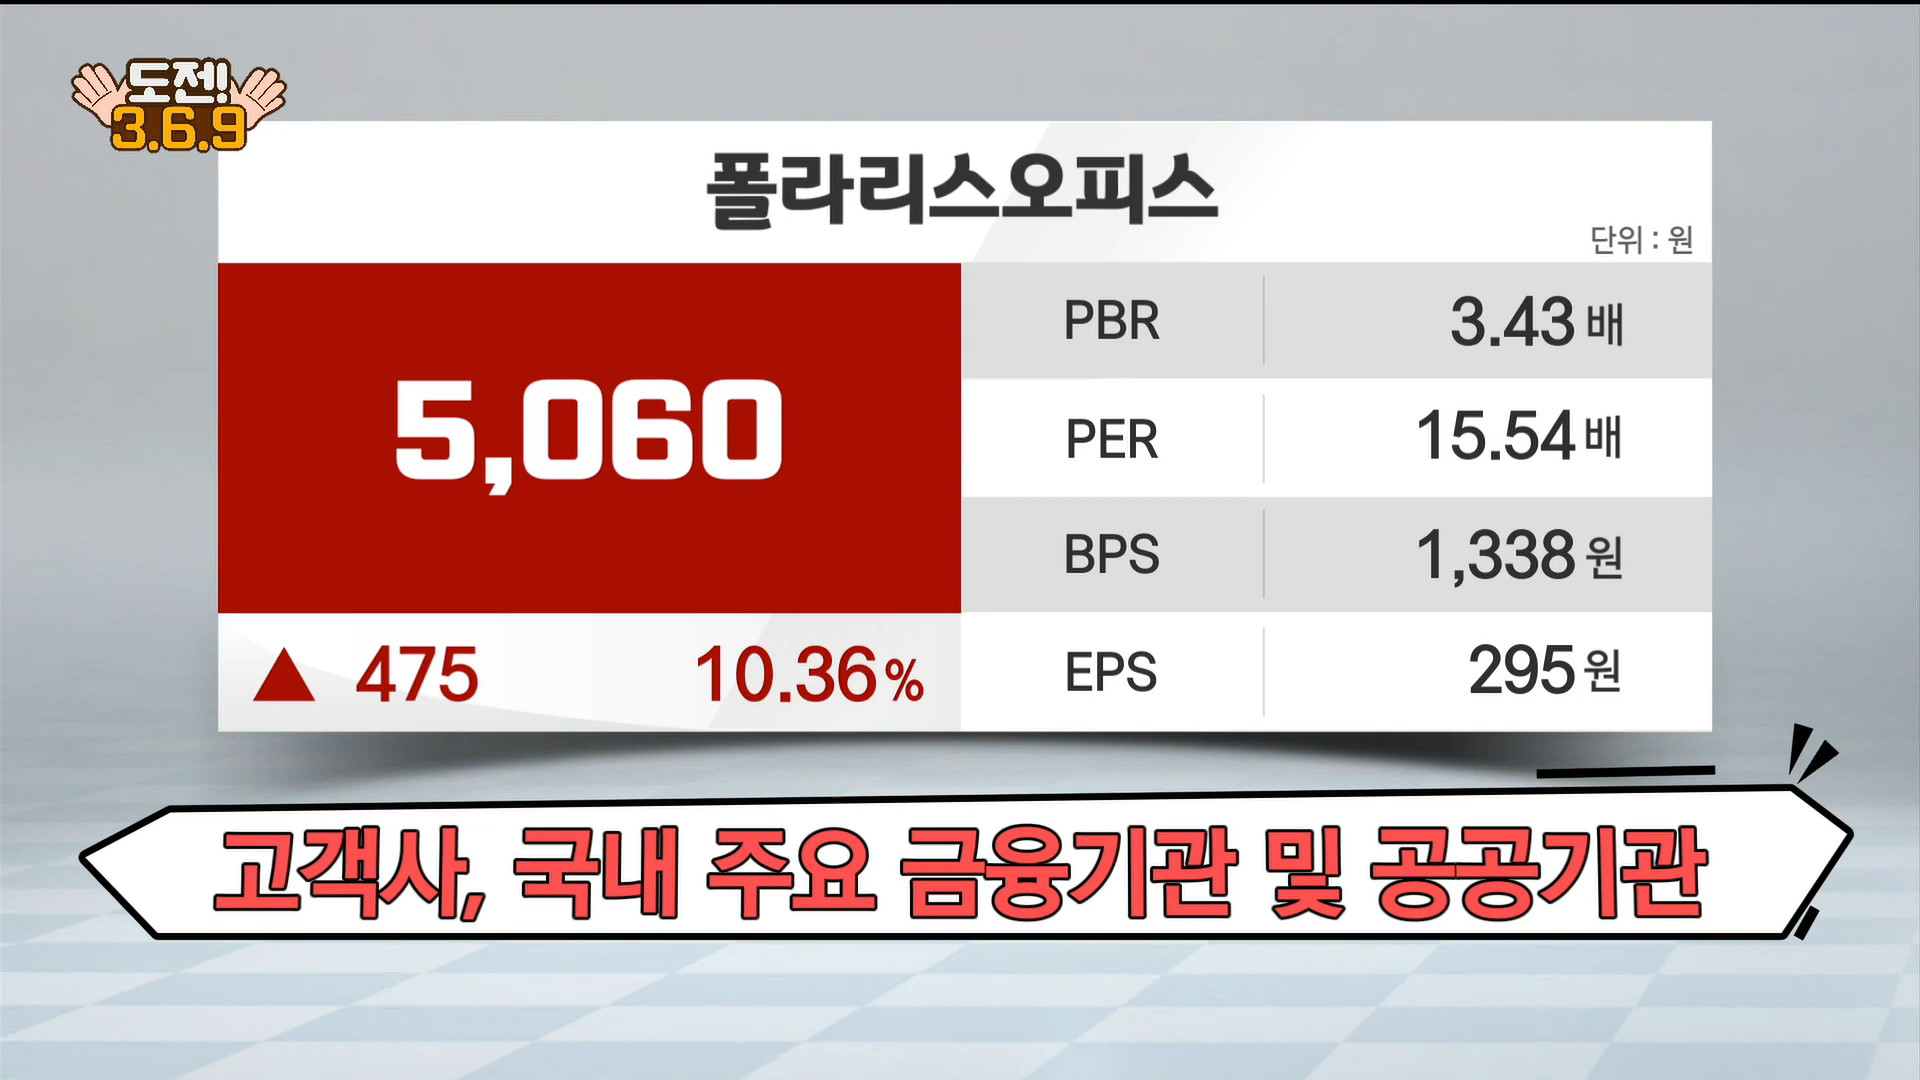 도젠!
3.6.9
폴라리스오피스
단위 : 원
5,060
▲ 475 10.36%
PBR 3.43 배
PER 15.54 배
BPS 1,338 원
EPS 295 원
고객사, 국내 주요 금융기관 및 공공기관